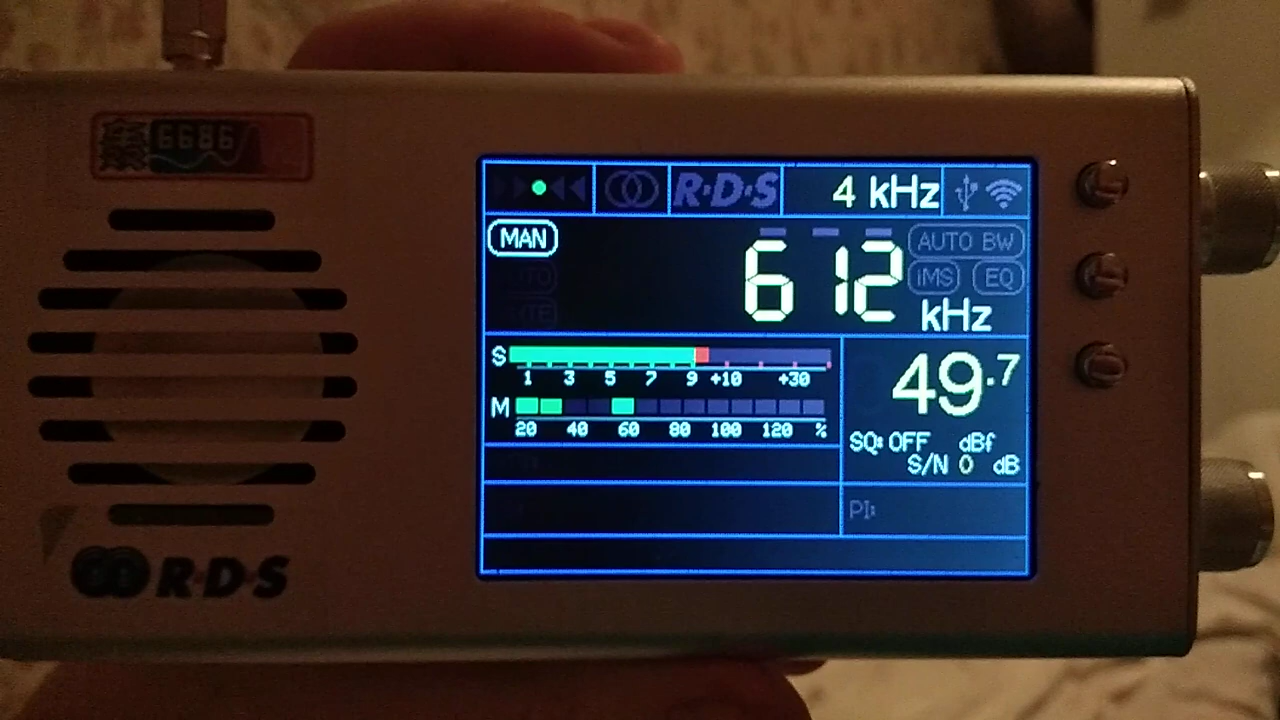 6686
R·D·S
4 kHz
MAN
AUTO BW
612
iMS
EQ
kHz
S
1 3 5 7 9 +10 +30
49.7
M
20 40 60 80 100 120 %
SQ: OFF dBf
S/N 0 dB
PI:
R·D·S